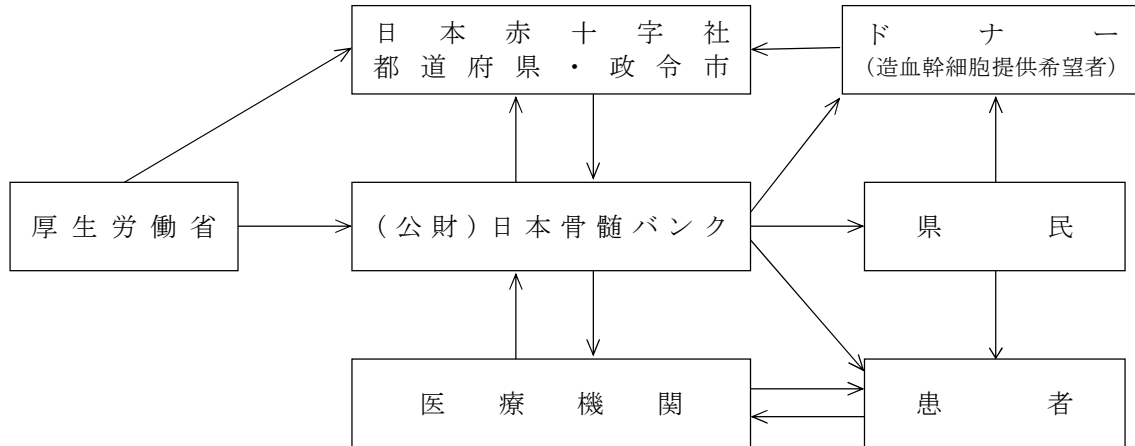 日本赤十字社
都道府県・政令市
ドナー
(造血幹細胞提供希望者)
厚生労働省
(公財)日本骨髄バンク
県民
医療機関
患者